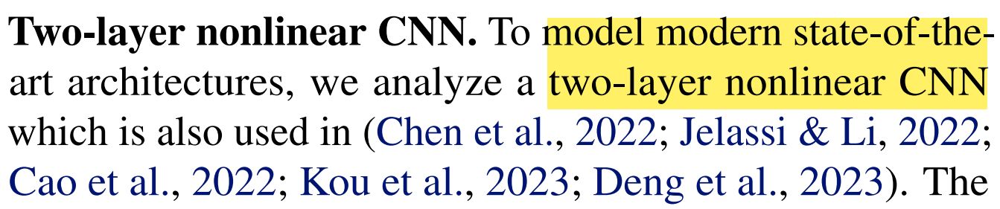 Two-layer nonlinear CNN. To model modern state-of-the-
art architectures, we analyze a two-layer nonlinear CNN
which is also used in (Chen et al., 2022; Jelassi & Li, 2022;
Cao et al., 2022; Kou et al., 2023; Deng et al., 2023). The